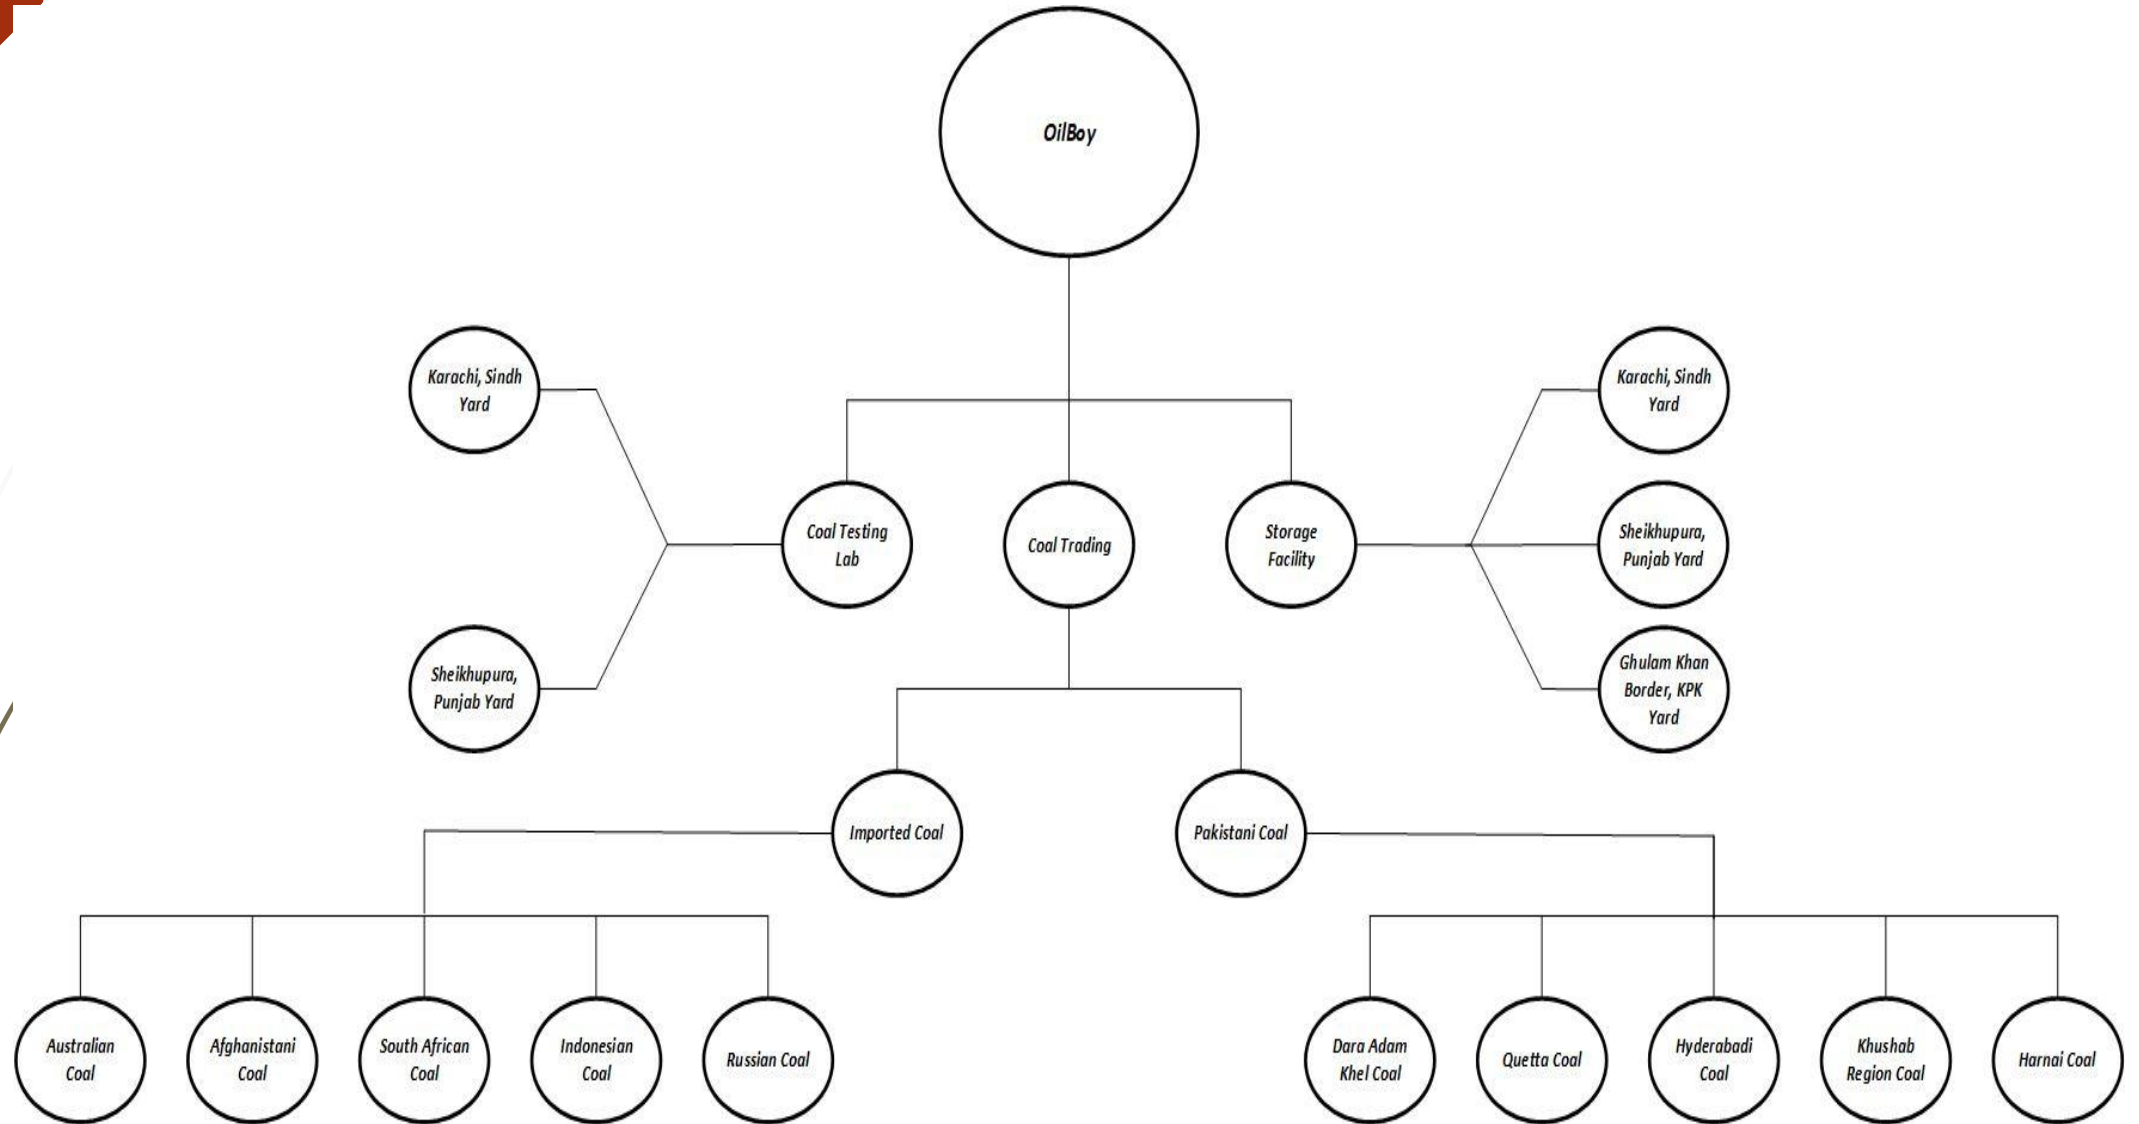 OilBoy
Karachi, Sindh
Yard
Karachi, Sindh
Yard
Coal Testing
Lab
Coal Trading
Storage
Facility
Sheikhupura,
Punjab Yard
Sheikhupura,
Punjab Yard
Ghulam Khan
Border, KPK
Yard
Imported Coal
Pakistani Coal
Australian
Coal
Afghanistani
Coal
South African
Coal
Indonesian
Coal
Russian Coal
Dara Adam
Khel Coal
Quetta Coal
Hyderabadi
Coal
Khushab
Region Coal
Harnai Coal